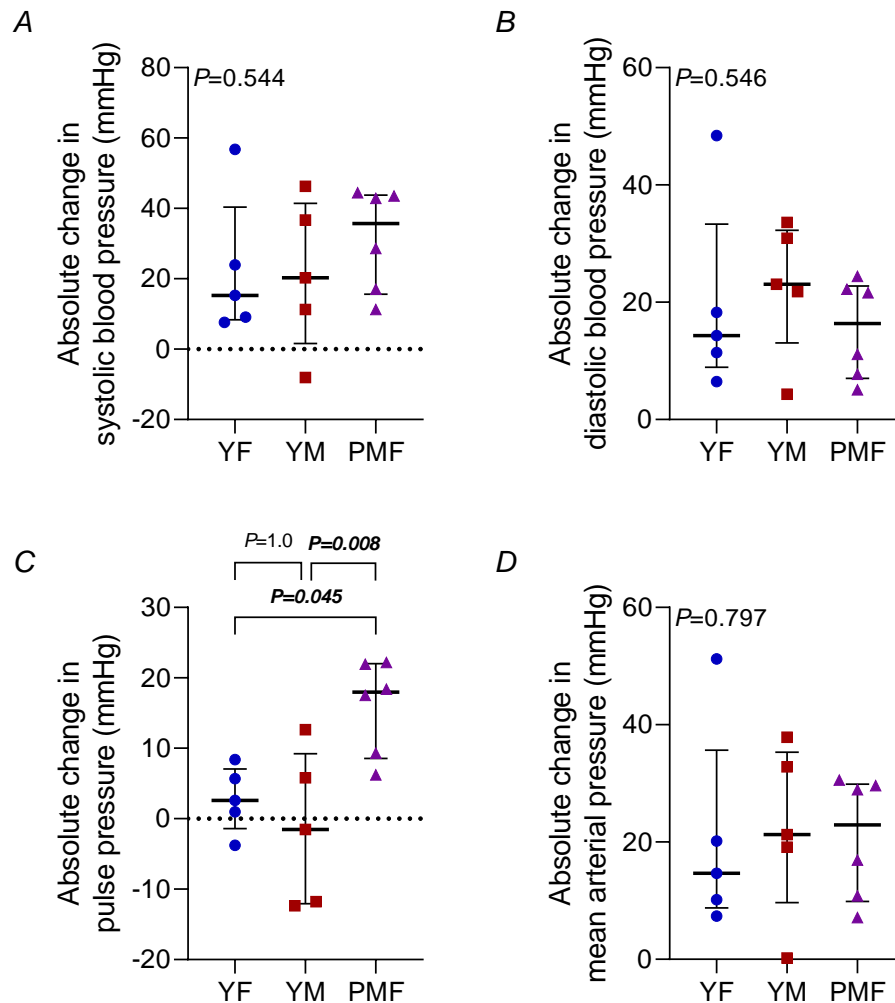 A
Absolute change in
systolic blood pressure (mmHg)
80
60
40
20
0
-20
P=0.544
YF YM PMF
B
Absolute change in
diastolic blood pressure (mmHg)
60
40
20
0
P=0.546
YF YM PMF
C
Absolute change in
pulse pressure (mmHg)
P=1.0 P=0.008
P=0.045
30
20
10
0
-10
-20
YF YM PMF
D
Absolute change in
mean arterial pressure (mmHg)
60
40
20
0
P=0.797
YF YM PMF